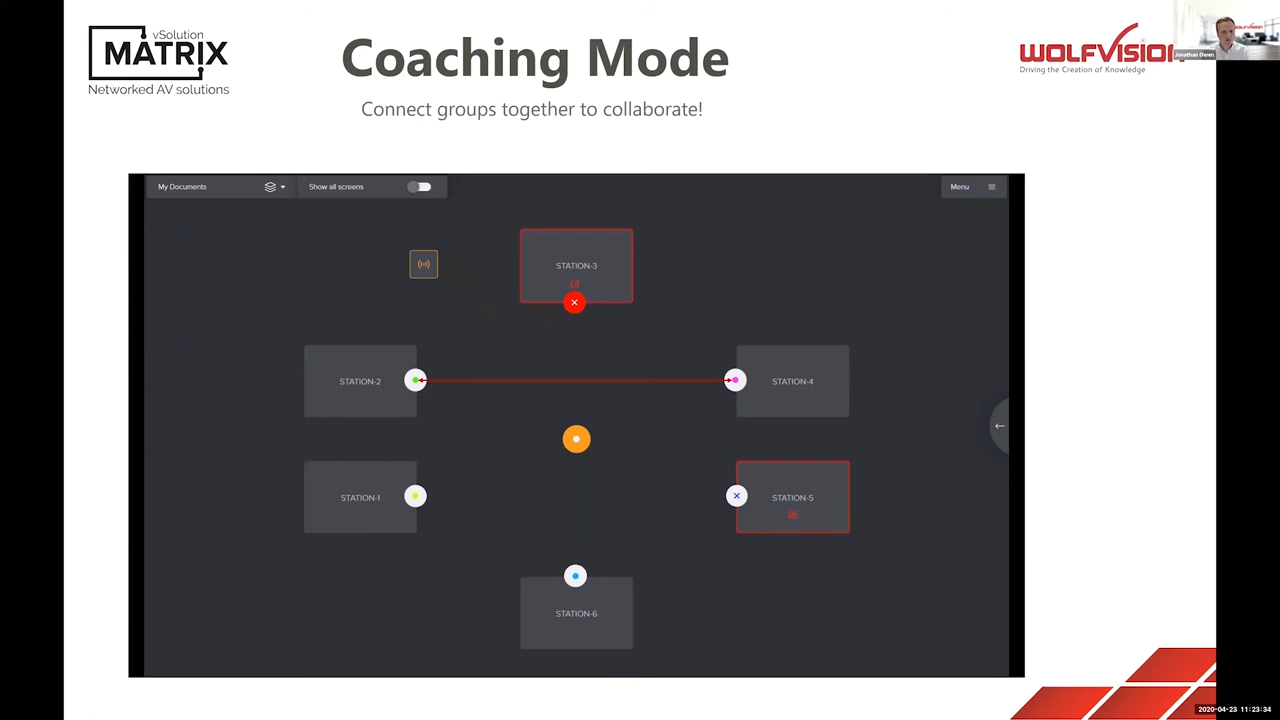 vSolution
MATRIX
Networked AV solutions
Coaching Mode
Connect groups together to collaborate!
WOLFVISION
Driving the Creation of Knowledge
Jonathan Owen
My Documents
Show all screens
Menu
STATION-3
STATION-2
STATION-4
STATION-1
STATION-5
STATION-6
2020-04-23 11:23:34